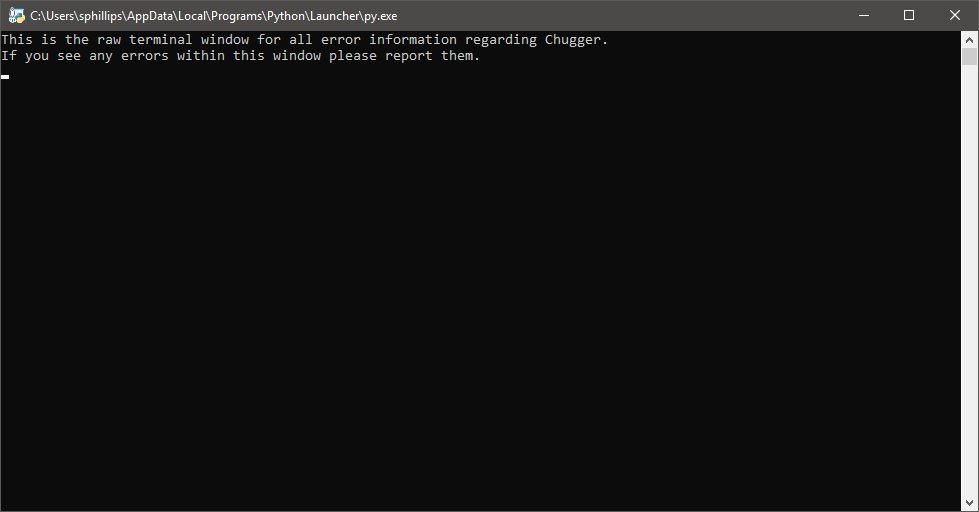 C:\Users\sphillips\AppData\Local\Programs\Python\Launcher\py.exe
This is the raw terminal window for all error information regarding Chugger.
If you see any errors within this window please report them.